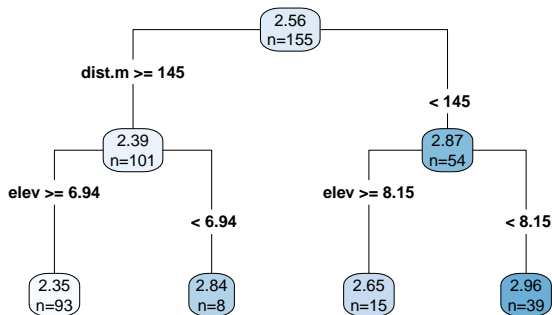 2.56
n=155
dist.m >= 145
< 145
2.39
n=101
2.87
n=54
elev >= 6.94
elev >= 8.15
< 6.94
< 8.15
2.35
n=93
2.84
n=8
2.65
n=15
2.96
n=39